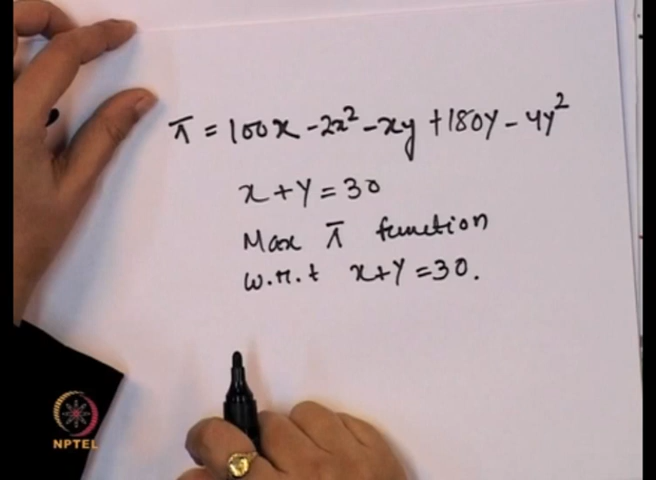 π = 100x - 2x² - xy + 180y - 4y²
x + y = 30
Max π function
w.r.t x+y = 30.
NPTEL